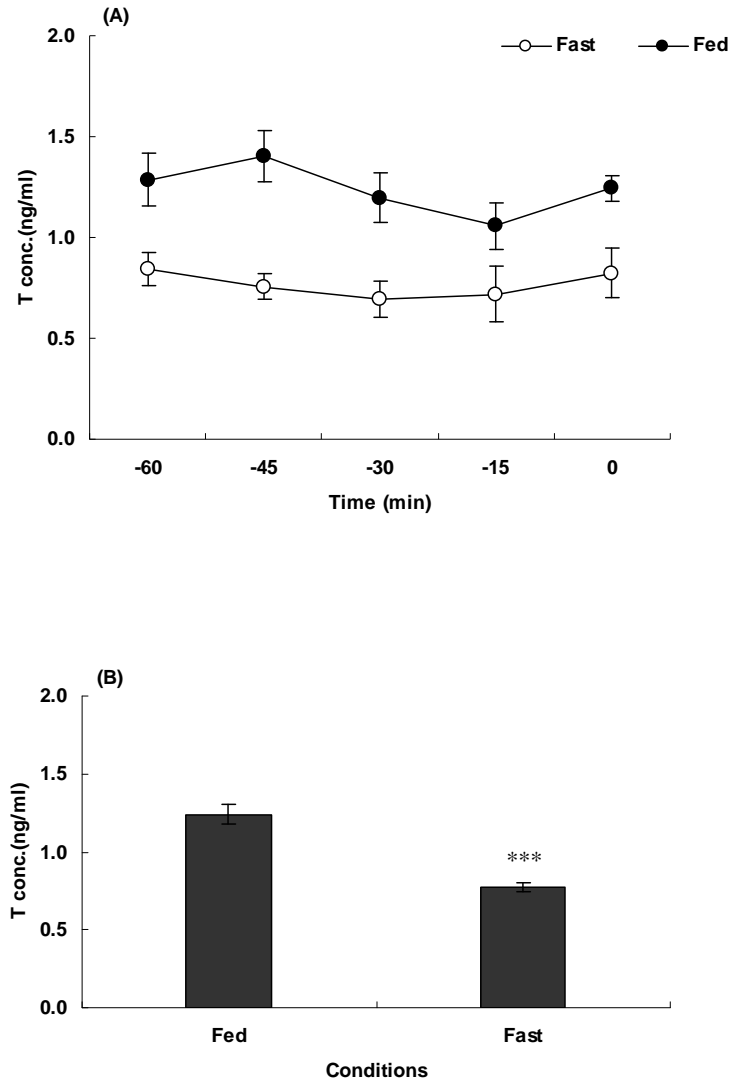 (A)
2.0
Fast Fed
1.5
1.0
0.5
0.0
T conc.(ng/ml)
-60 -45 -30 -15 0
Time (min)
(B)
2.0
1.5
1.0
0.5
0.0
T conc.(ng/ml)
***
Fed Fast
Conditions